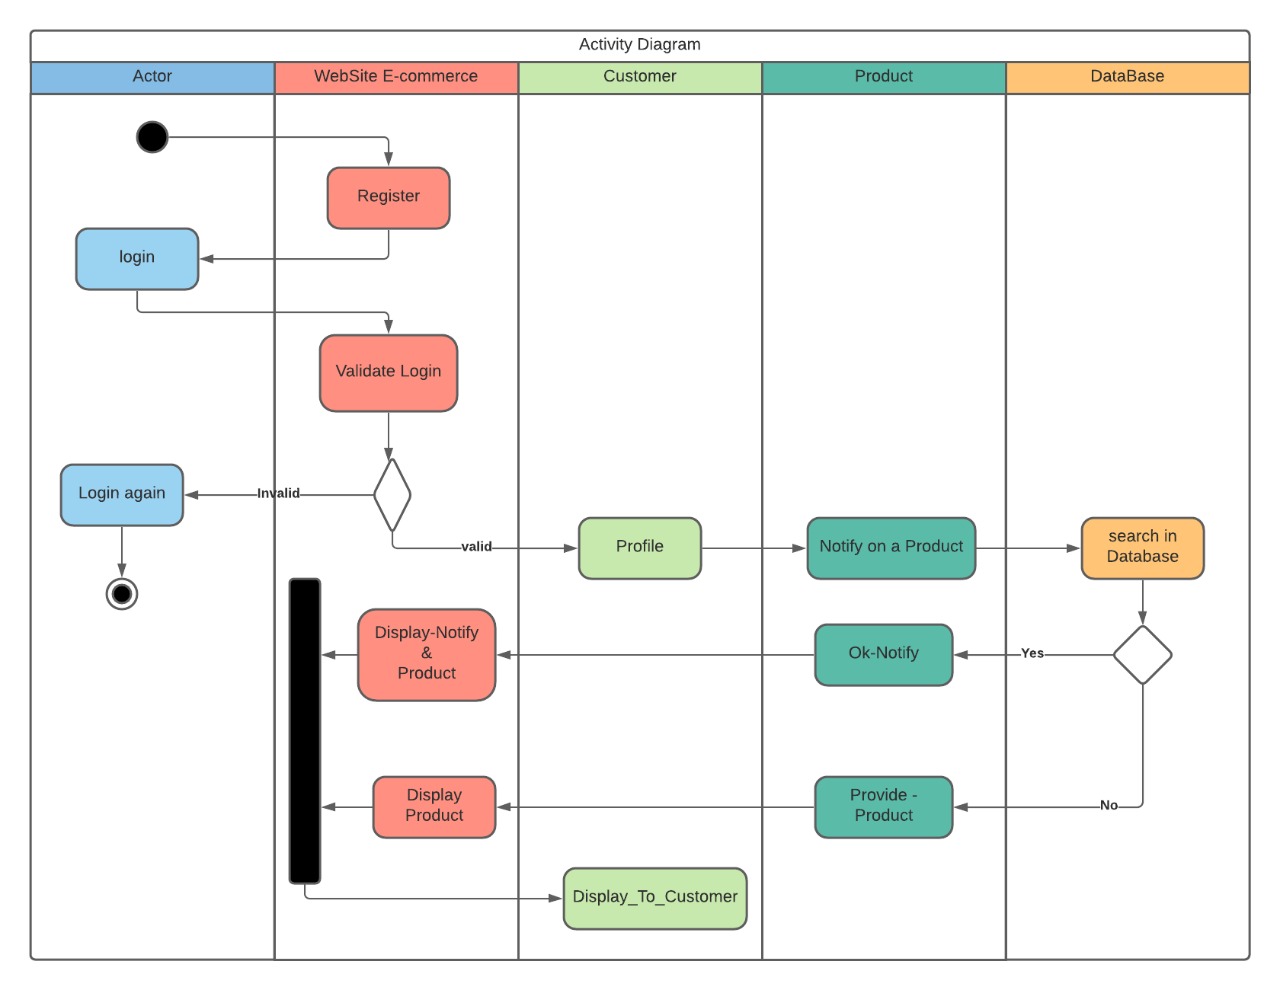 Activity Diagram
Actor
WebSite E-commerce
Customer
Product
DataBase
Register
login
Validate Login
Login again
Invalid
valid
Profile
Notify on a Product
search in
Database
Display-Notify
&
Product
Ok-Notify
Yes
Display
Product
Provide -
Product
No
Display_To_Customer